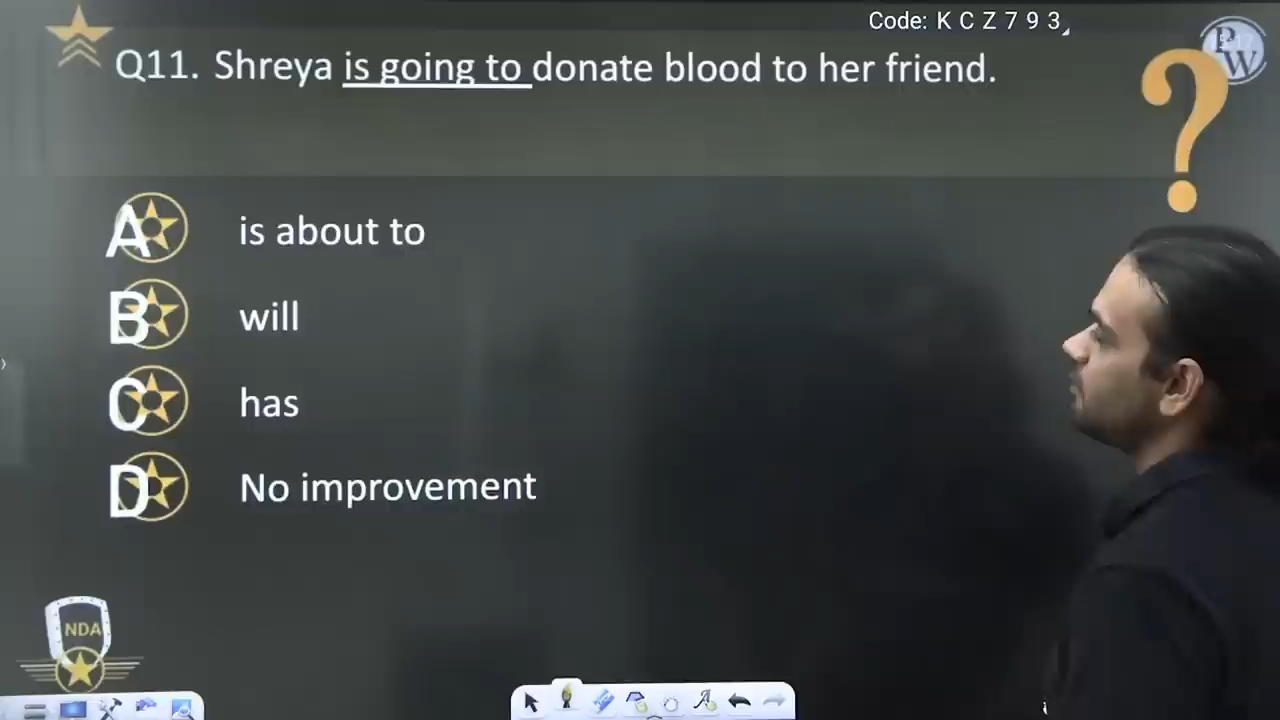 Code: K C Z 7 9 3
PW
Q11. Shreya is going to donate blood to her friend.
A is about to
B will
C has
D No improvement
NDA